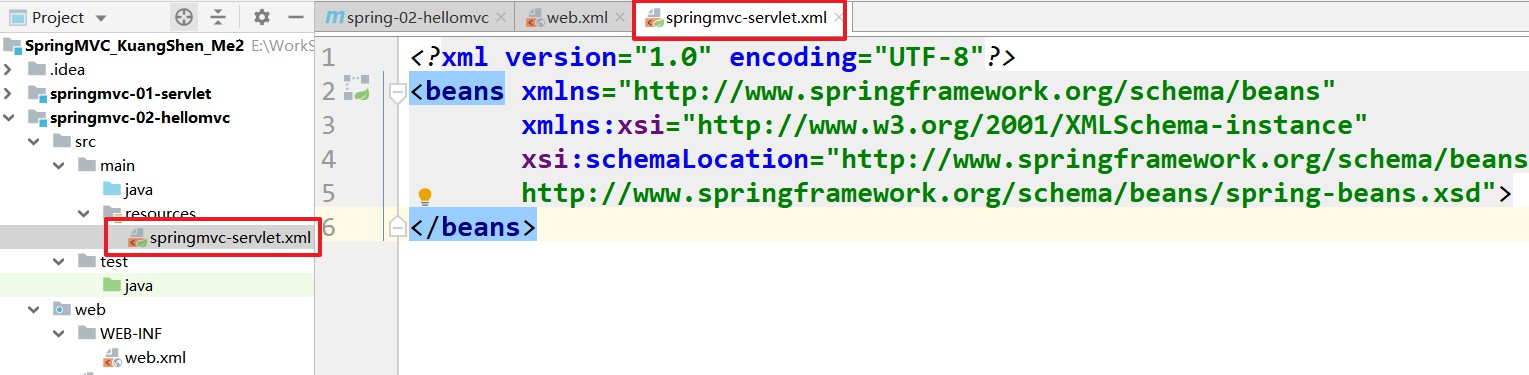 Project
spring-02-hellomvc
web.xml
springmvc-servlet.xml
SpringMVC_KuangShen_Me2 E:\WorkS
.idea
springmvc-01-servlet
springmvc-02-hellomvc
src
main
java
resources
springmvc-servlet.xml
test
java
web
WEB-INF
web.xml
1 <?xml version="1.0" encoding="UTF-8"?>
2 <beans xmlns="http://www.springframework.org/schema/beans"
3 xmlns:xsi="http://www.w3.org/2001/XMLSchema-instance"
4 xsi:schemaLocation="http://www.springframework.org/schema/beans
5 http://www.springframework.org/schema/beans/spring-beans.xsd">
6 </beans>